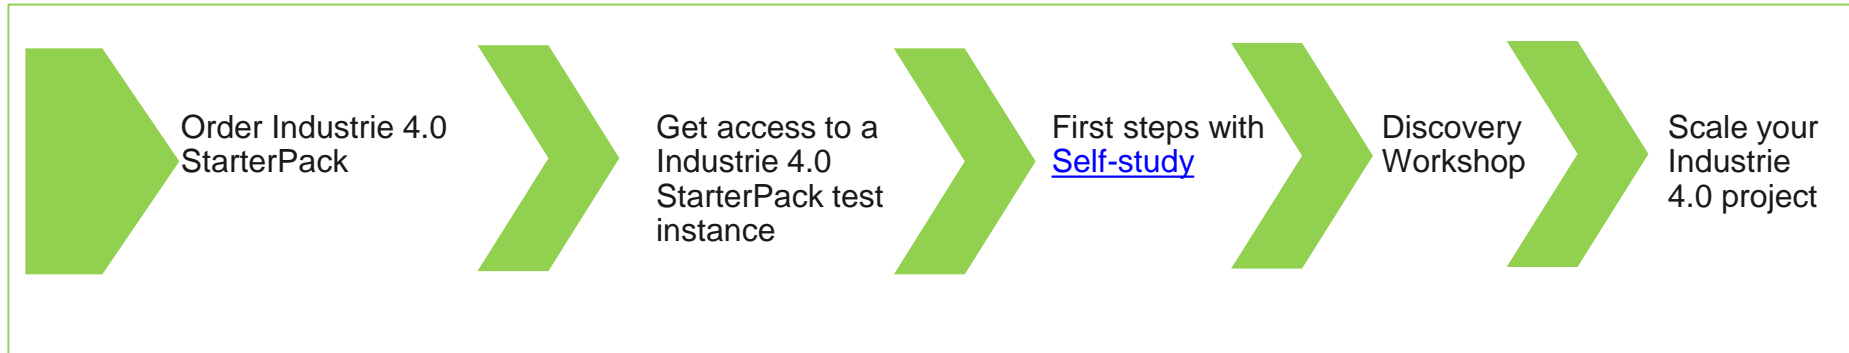 Order Industrie 4.0
StarterPack
Get access to a
Industrie 4.0
StarterPack test
instance
First steps with
Self-study
Discovery
Workshop
Scale your
Industrie
4.0 project